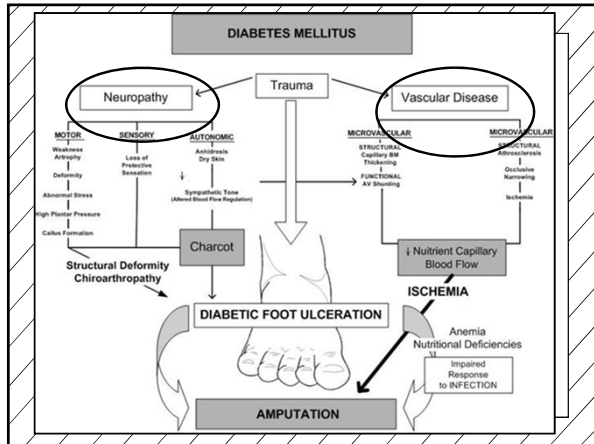 DIABETES MELLITUS
Neuropathy
Trauma
Vascular Disease
MOTOR
Weakness
Artrophy
Deformity
Abnormal Stress
High Plantar Pressure
Callus Formation
SENSORY
Loss of
Protective
Sensation
AUTONOMIC
Anhidrosis
Dry Skin
↓
Sympathetic Tone
(Altered Blood Flow Regulation)
MICROVASCULAR
STRUCTURAL
Capillary BM
Thickening
FUNCTIONAL
AV Shunting
MICROVASCULAR
STRUCTURAL
Athrosclerosis
Occlusive
Narrowing
Ischemia
Charcot
↓ Nuitrient Capillary
Blood Flow
Structural Deformity
Chiroarthropathy
ISCHEMIA
DIABETIC FOOT ULCERATION
Anemia
Nutritional Deficiencies
Impaired
Response
to INFECTION
AMPUTATION